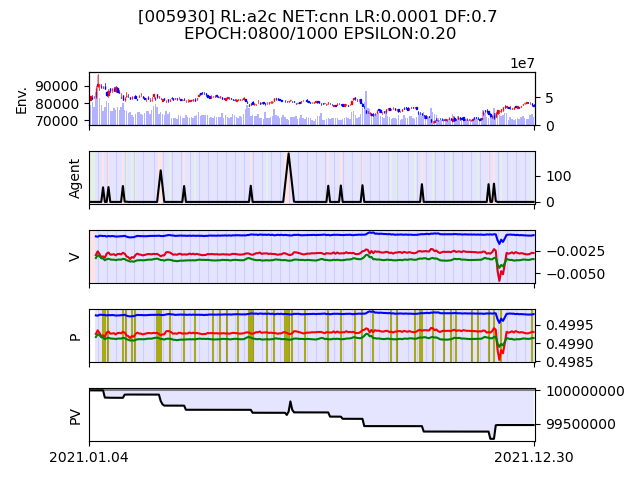 [005930] RL:a2c NET:cnn LR:0.0001 DF:0.7
EPOCH:0800/1000 EPSILON:0.20
1e7
Env.
90000
80000
70000
5
0
Agent
100
0
V
−0.0025
−0.0050
P
0.4995
0.4990
0.4985
PV
100000000
99500000
2021.01.04
2021.12.30